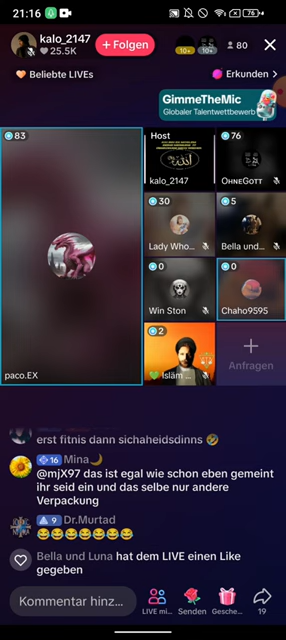 21:16
76
kalo_2147
25.5K
+ Folgen
10+
10+
80
Beliebte LIVEs
Erkunden >
GimmeTheMic
Globaler Talentwettbewerb
83
paco.EX
Host
kalo_2147
76
OʜɴᴇGᴏᴛᴛ
30
Lady Who...
5
Bella und...
0
Win Ston
0
Chaho9595
2
💚 Islām ...
Anfragen
erst fitnis dann sichaheidsdinns 🤣
16 Mina🌙
@mjX97 das ist egal wie schon eben gemeint
ihr seid ein und das selbe nur andere
Verpackung
9 Dr.Murtad
😂😂😂😂😂😂😂
Bella und Luna hat dem LIVE einen Like
gegeben
Kommentar hinz...
LIVE mi...
Senden
Gesche...
19